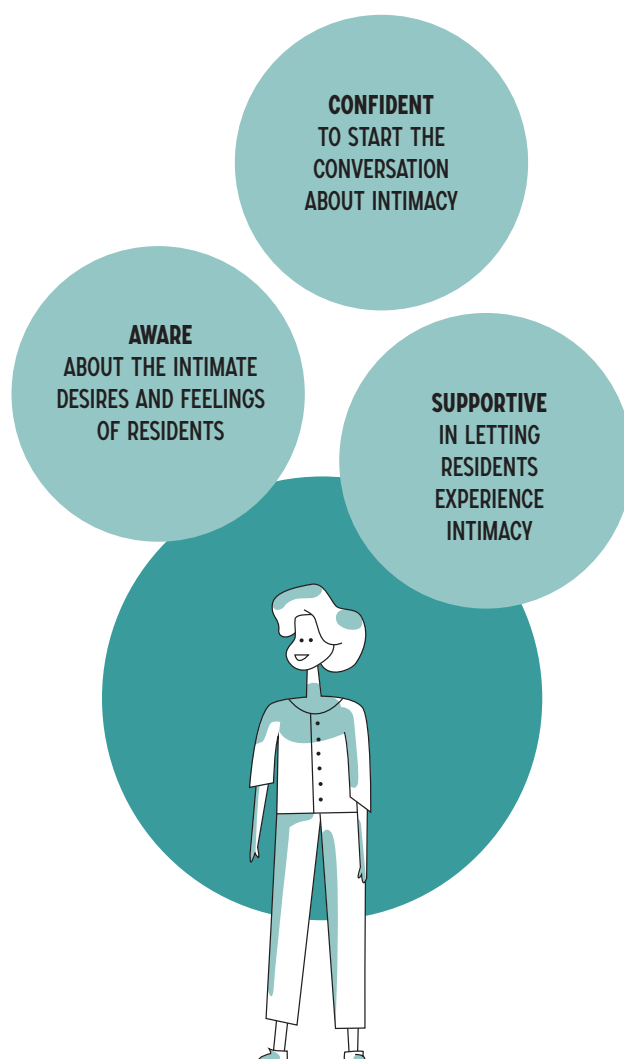 CONFIDENT
TO START THE
CONVERSATION
ABOUT INTIMACY
AWARE
ABOUT THE INTIMATE
DESIRES AND FEELINGS
OF RESIDENTS
SUPPORTIVE
IN LETTING
RESIDENTS
EXPERIENCE
INTIMACY